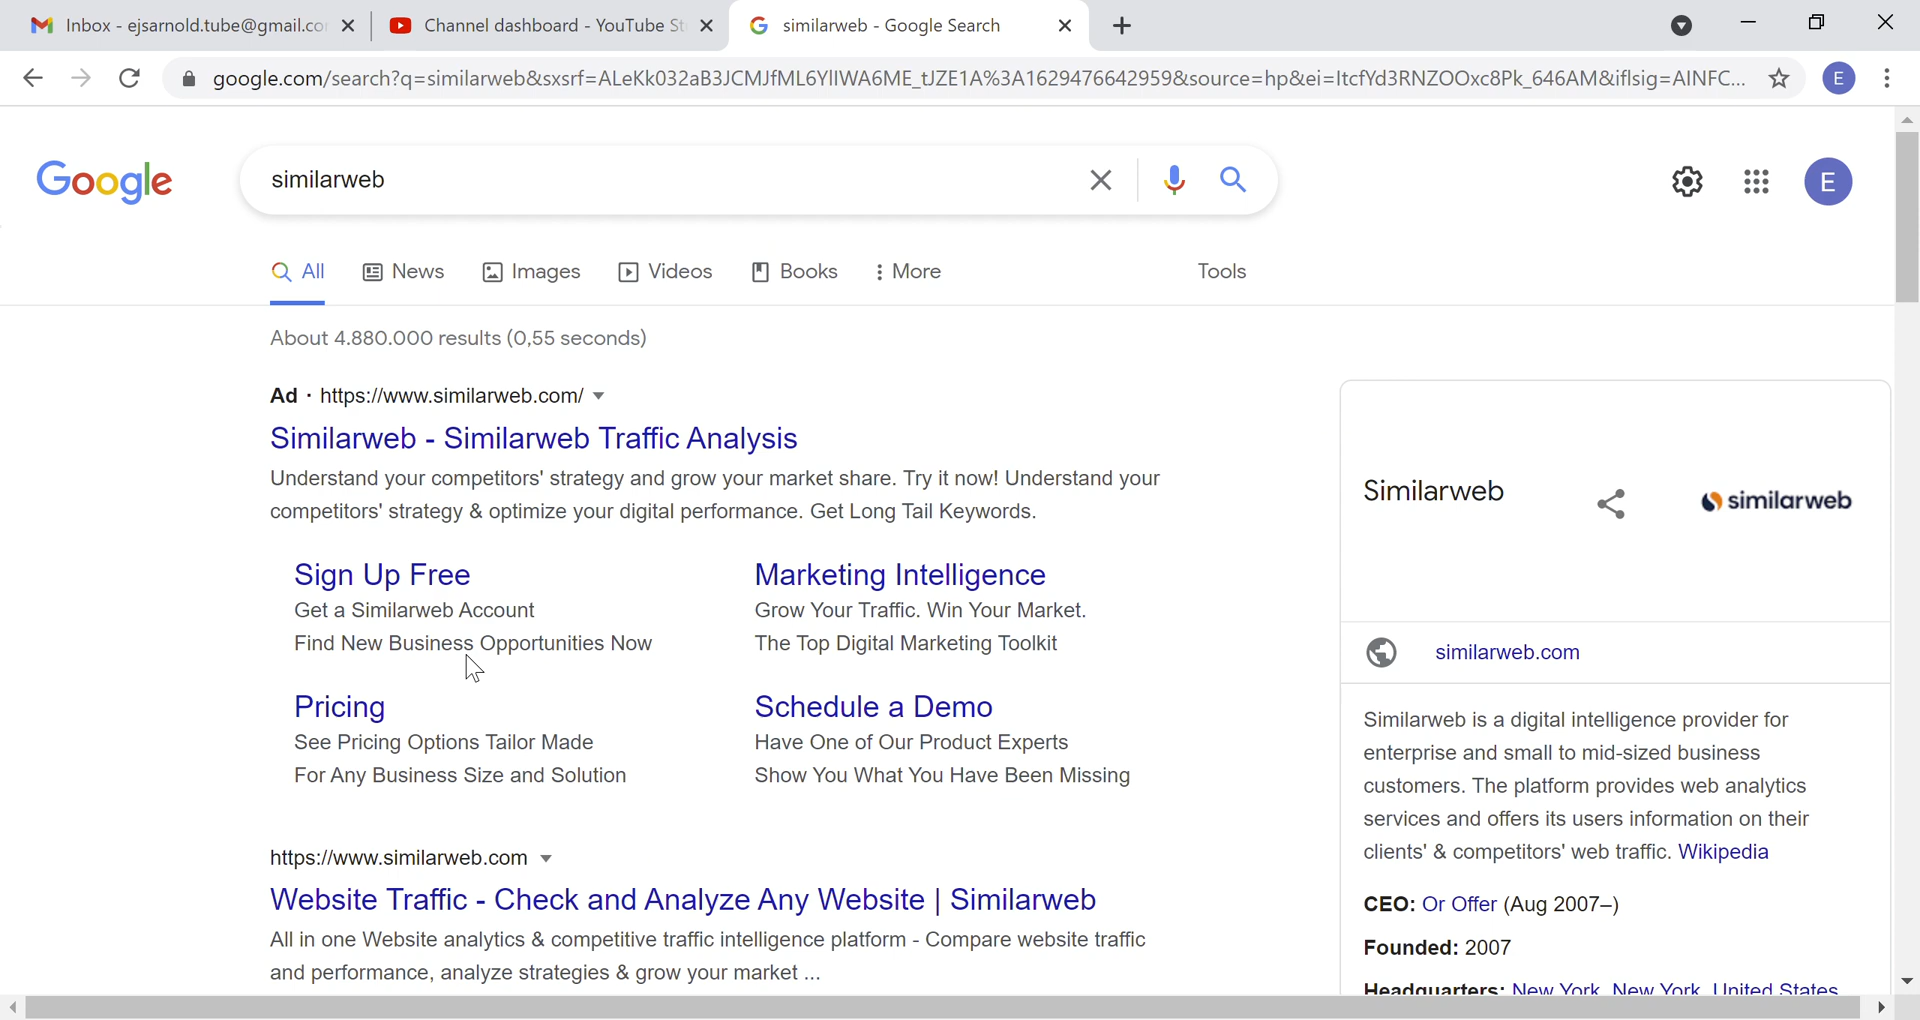 Inbox - ejsarnold.tube@gmail.co
Channel dashboard - YouTube St
similarweb - Google Search
google.com/search?q=similarweb&sxsrf=ALeKk032aB3JCMJfML6YlIWA6ME_tJZE1A%3A1629476642959&source=hp&ei=ItcfYd3RNZOOxc8Pk_646AM&iflsig=AINFC...
E
Google
similarweb
E
All
News
Images
Videos
Books
More
Tools
About 4.880.000 results (0,55 seconds)
Ad · https://www.similarweb.com/
Similarweb - Similarweb Traffic Analysis
Understand your competitors' strategy and grow your market share. Try it now! Understand your
competitors' strategy & optimize your digital performance. Get Long Tail Keywords.
Sign Up Free
Get a Similarweb Account
Find New Business Opportunities Now
Marketing Intelligence
Grow Your Traffic. Win Your Market.
The Top Digital Marketing Toolkit
Pricing
See Pricing Options Tailor Made
For Any Business Size and Solution
Schedule a Demo
Have One of Our Product Experts
Show You What You Have Been Missing
https://www.similarweb.com
Website Traffic - Check and Analyze Any Website | Similarweb
All in one Website analytics & competitive traffic intelligence platform - Compare website traffic
and performance, analyze strategies & grow your market ...
Similarweb
similarweb
similarweb.com
Similarweb is a digital intelligence provider for
enterprise and small to mid-sized business
customers. The platform provides web analytics
services and offers its users information on their
clients' & competitors' web traffic. Wikipedia
CEO: Or Offer (Aug 2007–)
Founded: 2007
Headquarters: New York, New York, United States